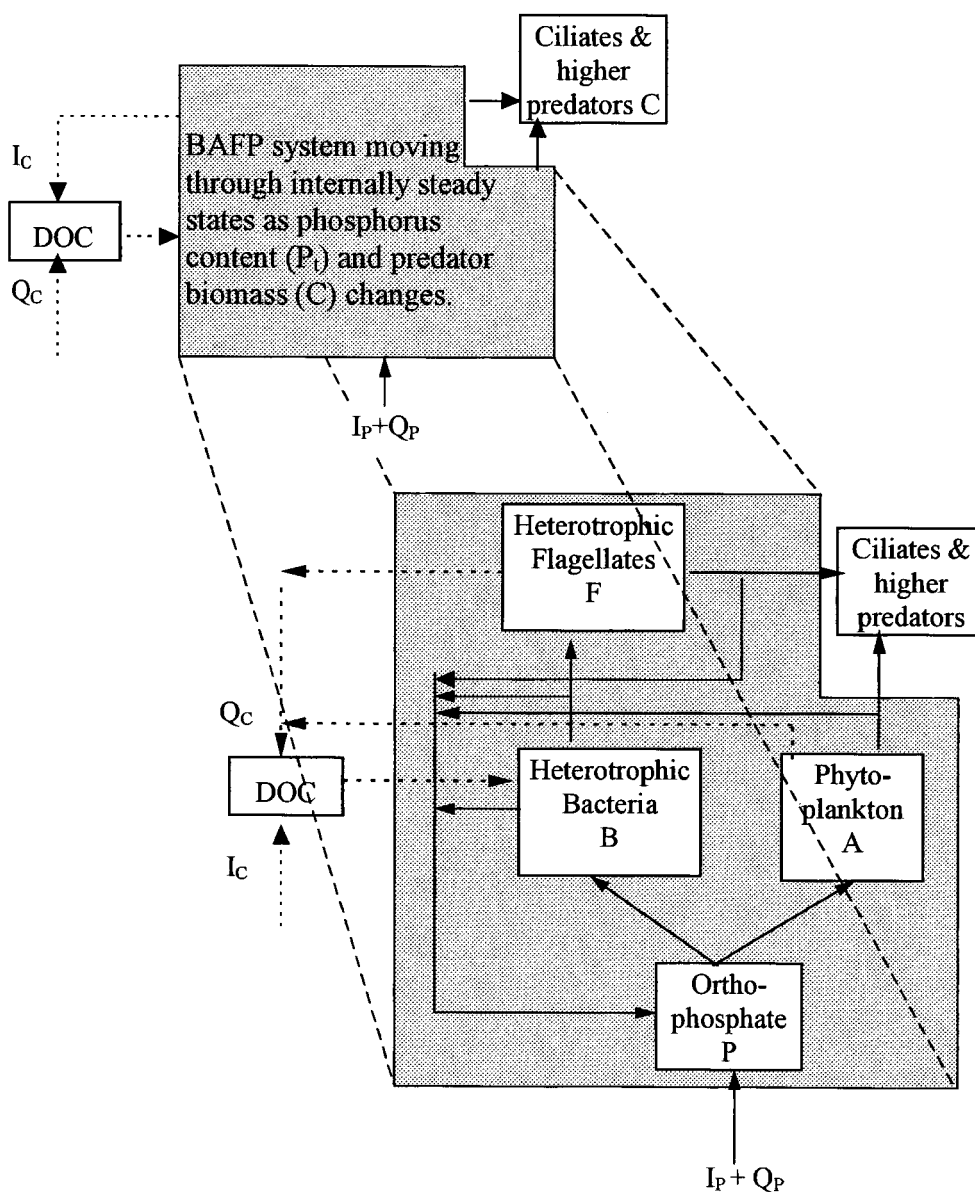 Ciliates &
higher
predators C
BAFP system moving
through internally steady
states as phosphorus
content (Pₜ) and predator
biomass (C) changes.
I_C
DOC
Q_C
I_P+Q_P
Heterotrophic
Flagellates
F
Ciliates &
higher
predators
Q_C
DOC
Heterotrophic
Bacteria
B
Phyto-
plankton
A
I_C
Ortho-
phosphate
P
I_P + Q_P